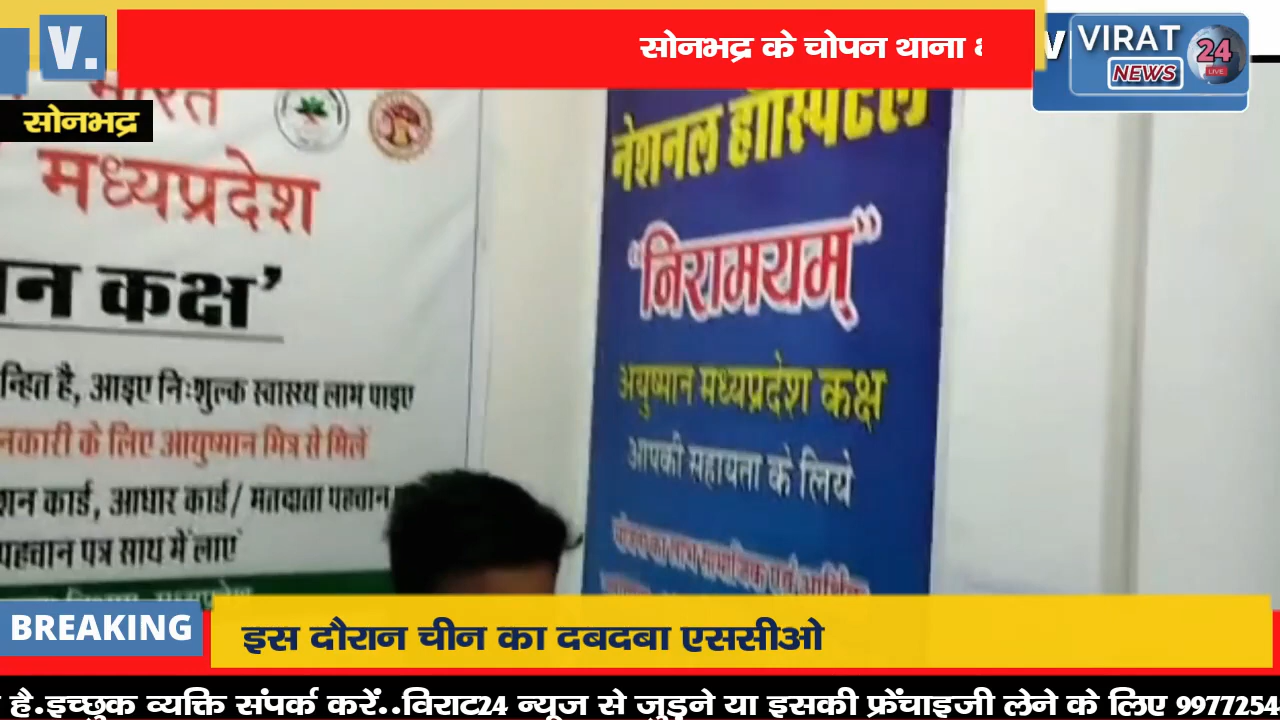 V.
सोनभद्र के चोपन थाना
VIRAT
24
LIVE
NEWS
सोनभद्र
भारत
मध्यप्रदेश
कक्ष’
है, आइए निःशुल्क स्वास्थ्य लाभ पाइए
के लिए आयुष्मान मित्र से मिलें
कार्ड, आधार कार्ड/ मतदाता पहचान
पहचान पत्र साथ में लाएं
नेशनल हॉस्पिटल
“निरामयम्”
अयुष्मान मध्यप्रदेश कक्ष
आपकी सहायता के लिये
BREAKING
इस दौरान चीन का दबदबा एससीओ
है.इच्छुक व्यक्ति संपर्क करें..विराट24 न्यूज से जुड़ने या इसकी फ्रेंचाइजी लेने के लिए 9977254